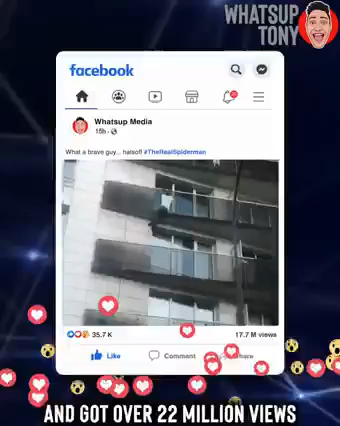 WHATSUP
TONY
facebook
Whatsup Media
15h ·
What a brave guy... hatsoff #TheRealSpiderman
35.7 K
17.7 M views
Like
Comment
AND GOT OVER 22 MILLION VIEWS